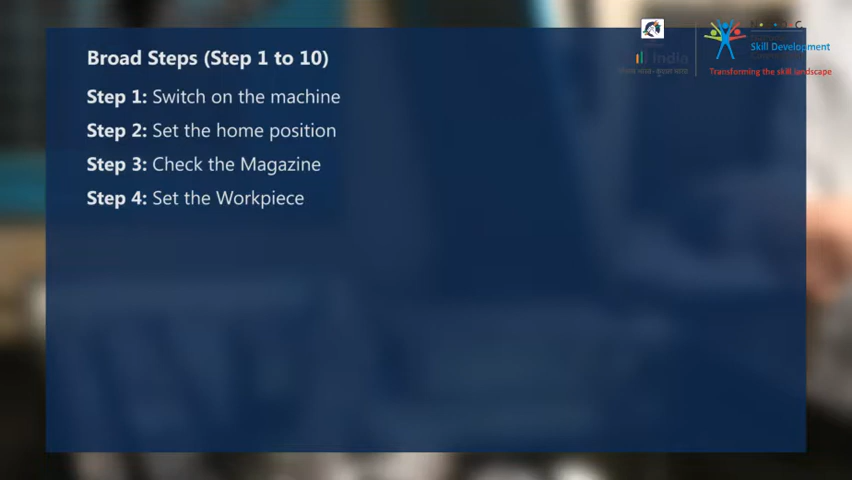 Broad Steps (Step 1 to 10)
Step 1: Switch on the machine
Step 2: Set the home position
Step 3: Check the Magazine
Step 4: Set the Workpiece
India
N · S · D · C
Skill Development
Transforming the skill landscape